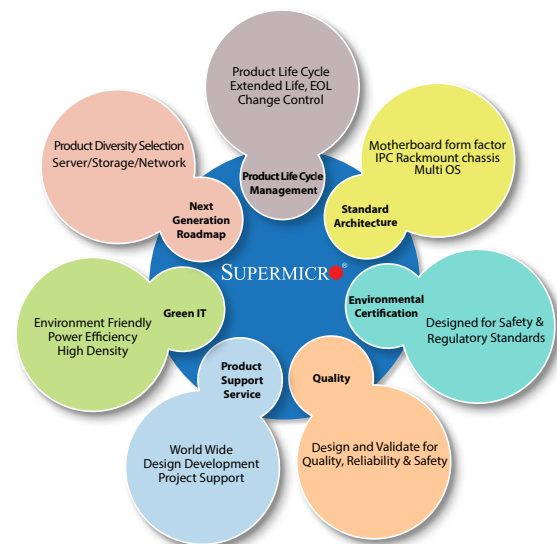 Product Life Cycle
Extended Life, EOL
Change Control
Product Life Cycle
Management
Motherboard form factor
IPC Rackmount chassis
Multi OS
Standard
Architecture
Environmental
Certification
Designed for Safety &
Regulatory Standards
Quality
Design and Validate for
Quality, Reliability & Safety
Product
Support
Service
World Wide
Design Development
Project Support
Green IT
Environment Friendly
Power Efficiency
High Density
Next
Generation
Roadmap
Product Diversity Selection
Server/Storage/Network
SUPERMICRO®